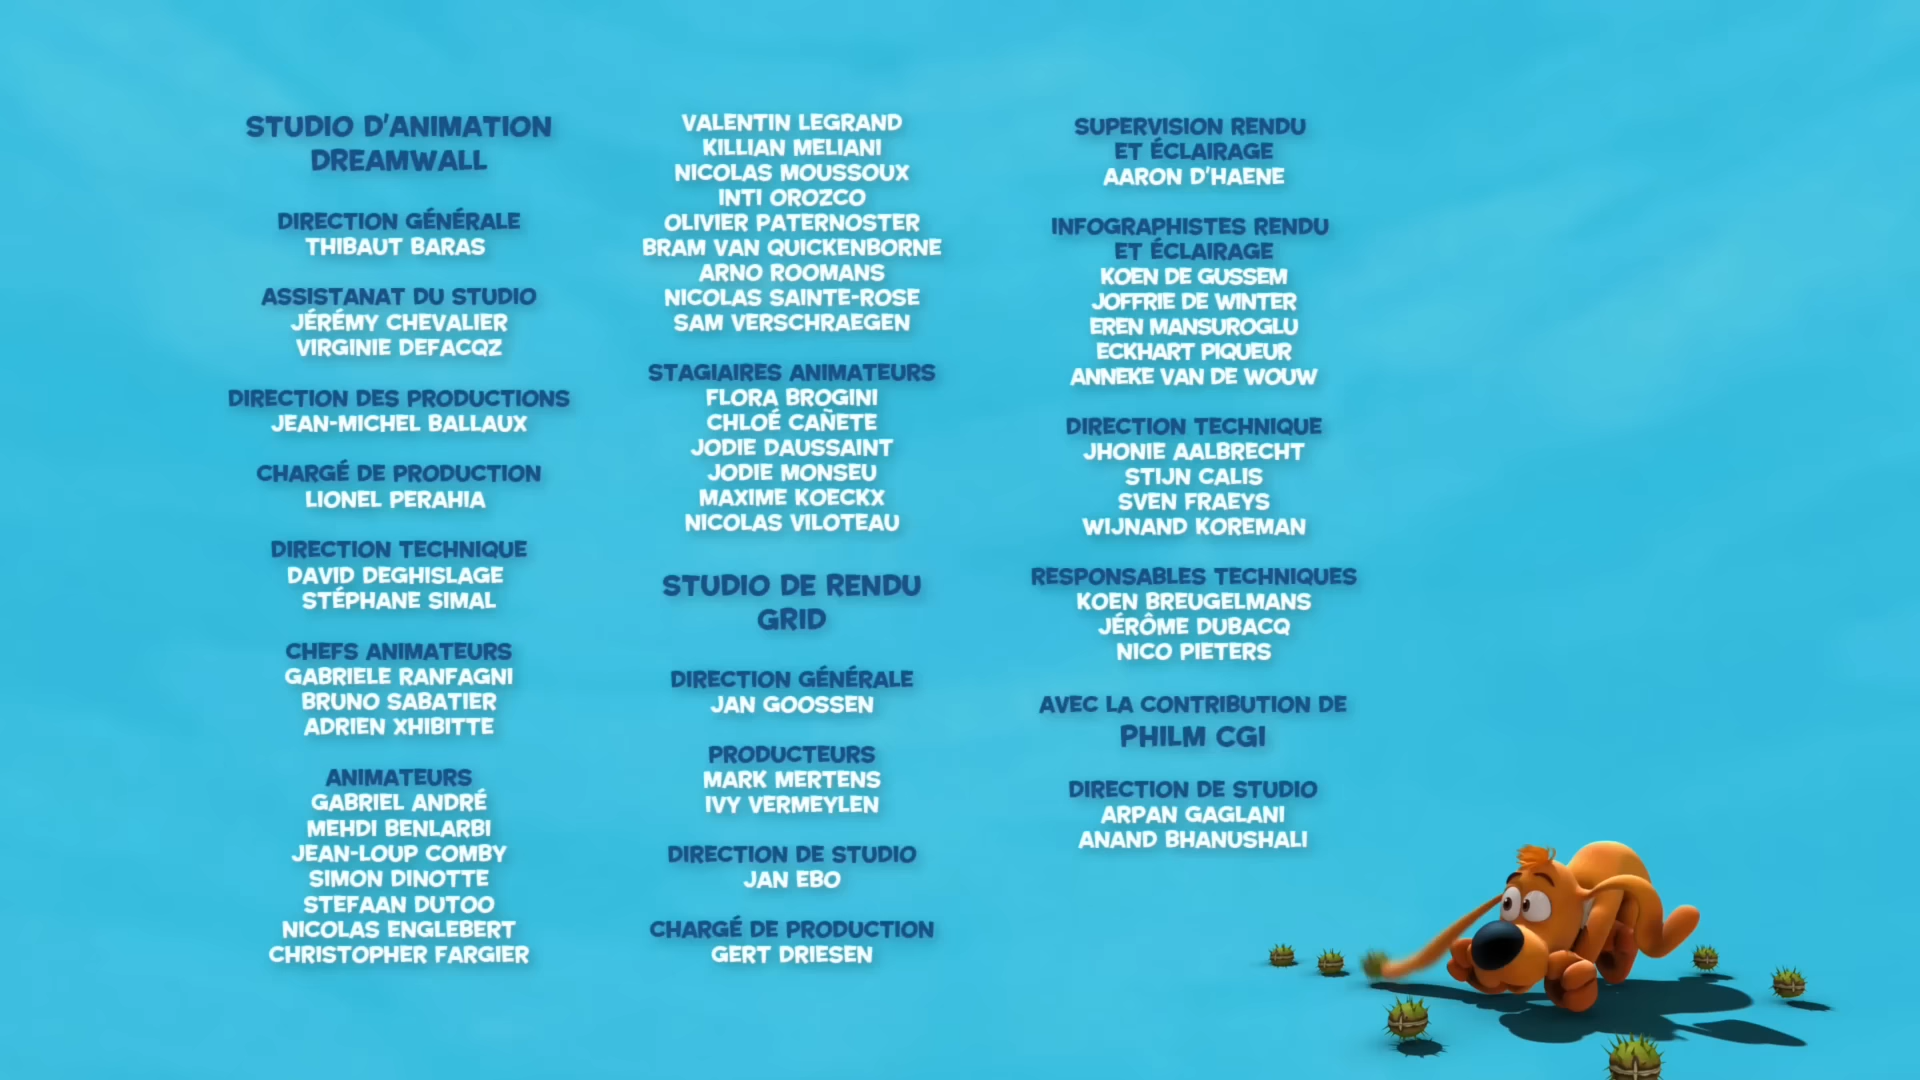 STUDIO D'ANIMATION
DREAMWALL
DIRECTION GÉNÉRALE
THIBAUT BARAS
ASSISTANAT DU STUDIO
JÉRÉMY CHEVALIER
VIRGINIE DEFACQZ
DIRECTION DES PRODUCTIONS
JEAN-MICHEL BALLAUX
CHARGÉ DE PRODUCTION
LIONEL PERAHIA
DIRECTION TECHNIQUE
DAVID DEGHISLAGE
STÉPHANE SIMAL
CHEFS ANIMATEURS
GABRIELE RANFAGNI
BRUNO SABATIER
ADRIEN XHIBITTE
ANIMATEURS
GABRIEL ANDRÉ
MEHDI BENLARBI
JEAN-LOUP COMBY
SIMON DINOTTE
STEFAAN DUTOO
NICOLAS ENGLEBERT
CHRISTOPHER FARGIER
VALENTIN LEGRAND
KILLIAN MELIANI
NICOLAS MOUSSOUX
INTI OROZCO
OLIVIER PATERNOSTER
BRAM VAN QUICKENBORNE
ARNO ROOMANS
NICOLAS SAINTE-ROSE
SAM VERSCHRAEGEN
STAGIAIRES ANIMATEURS
FLORA BROGINI
CHLOÉ CAÑETE
JODIE DAUSSAINT
JODIE MONSEU
MAXIME KOECKX
NICOLAS VILOTEAU
STUDIO DE RENDU
GRID
DIRECTION GÉNÉRALE
JAN GOOSSEN
PRODUCTEURS
MARK MERTENS
IVY VERMEYLEN
DIRECTION DE STUDIO
JAN EBO
CHARGÉ DE PRODUCTION
GERT DRIESEN
SUPERVISION RENDU
ET ÉCLAIRAGE
AARON D'HAENE
INFOGRAPHISTES RENDU
ET ÉCLAIRAGE
KOEN DE GUSSEM
JOFFRIE DE WINTER
EREN MANSUROGLU
ECKHART PIQUEUR
ANNEKE VAN DE WOUW
DIRECTION TECHNIQUE
JHONIE AALBRECHT
STIJN CALIS
SVEN FRAEYS
WIJNAND KOREMAN
RESPONSABLES TECHNIQUES
KOEN BREUGELMANS
JÉRÔME DUBACQ
NICO PIETERS
AVEC LA CONTRIBUTION DE
PHILM CGI
DIRECTION DE STUDIO
ARPAN GAGLANI
ANAND BHANUSHALI